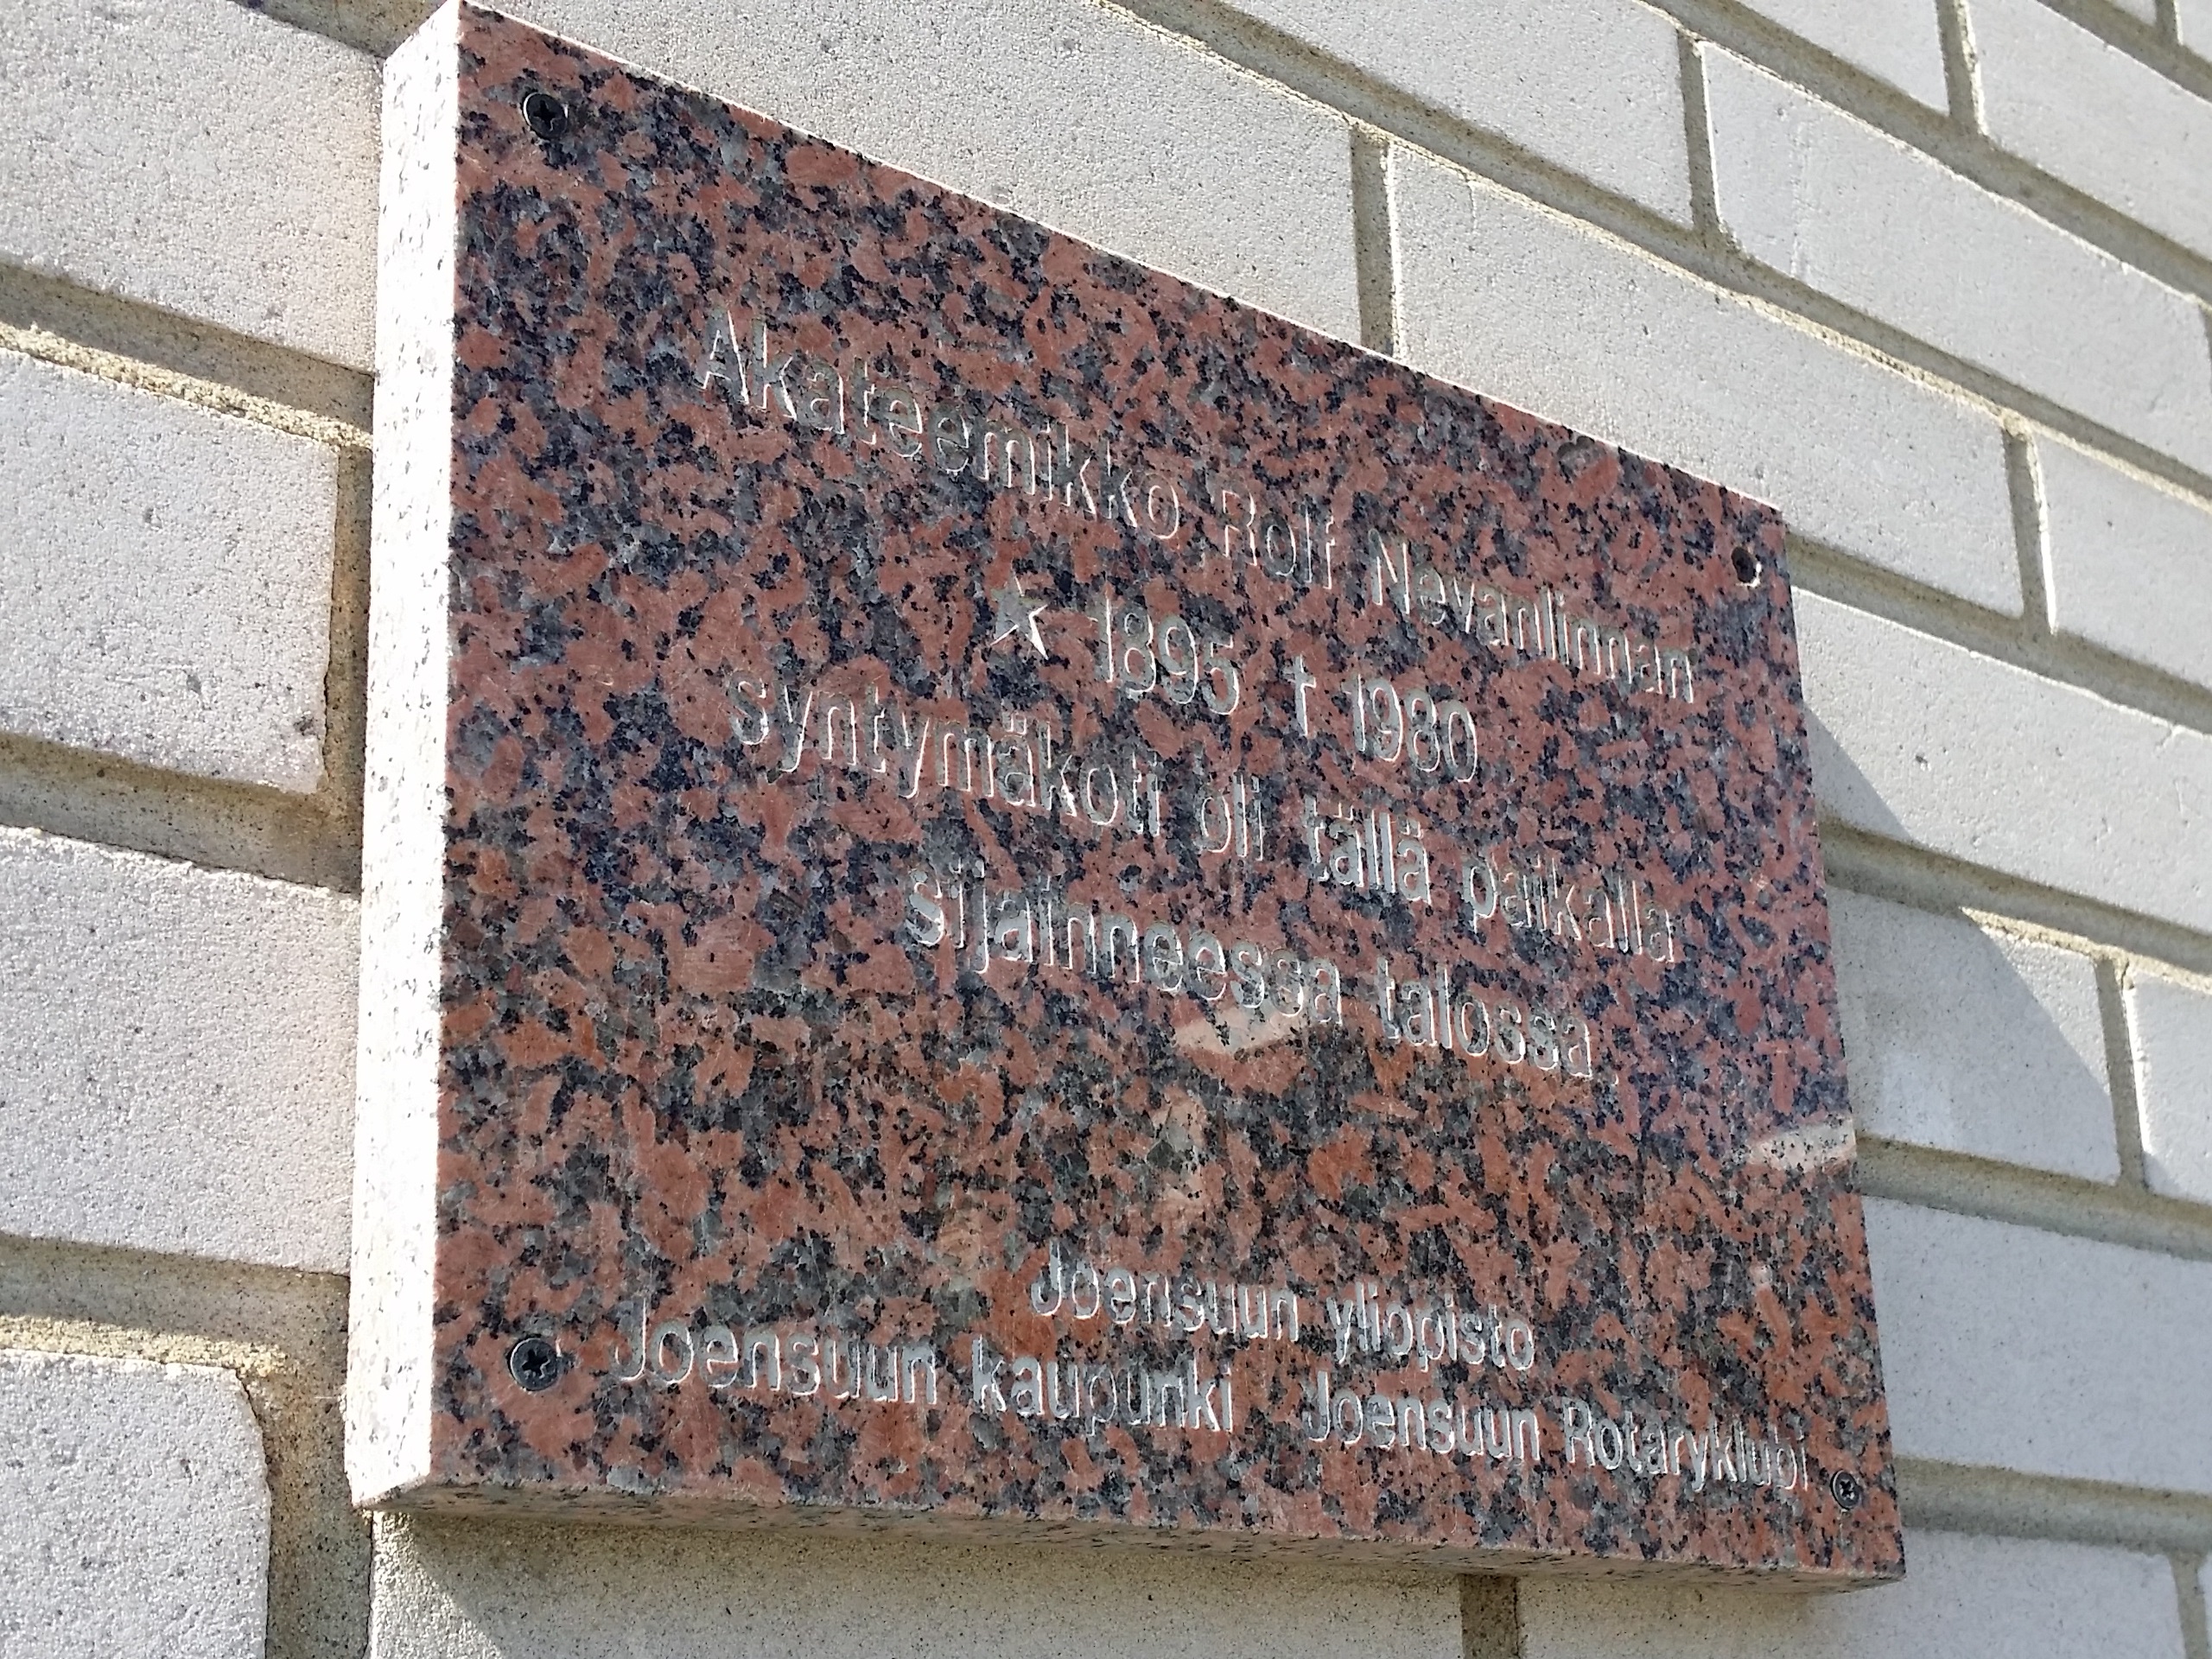 Akateemikko Rolf Nevanlinnan
★ 1895 † 1980
syntymäkoti oli tällä paikalla
sijainneessa talossa
Joensuun yliopisto
Joensuun kaupunki Joensuun Rotaryklubi